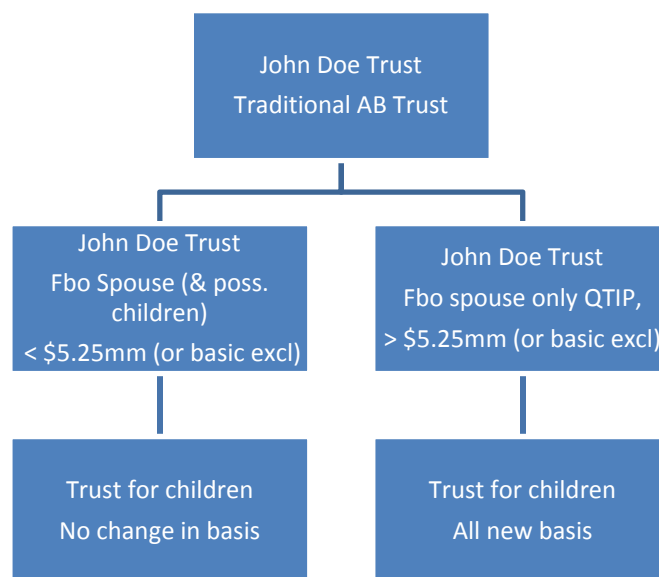 John Doe Trust
Traditional AB Trust
John Doe Trust
Fbo Spouse (& poss.
children)
< $5.25mm (or basic excl)
John Doe Trust
Fbo spouse only QTIP,
> $5.25mm (or basic excl)
Trust for children
No change in basis
Trust for children
All new basis